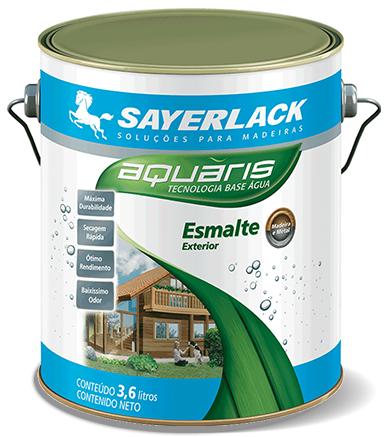 SAYERLACK
SOLUÇÕES PARA MADEIRAS
aquaris
TECNOLOGIA BASE ÁGUA
Máxima
Durabilidade
Secagem
Rápida
Ótimo
Rendimento
Baixíssimo
Odor
Esmalte
Exterior
Madeira
e Metal
CONTEÚDO 3,6 litros
CONTENIDO NETO